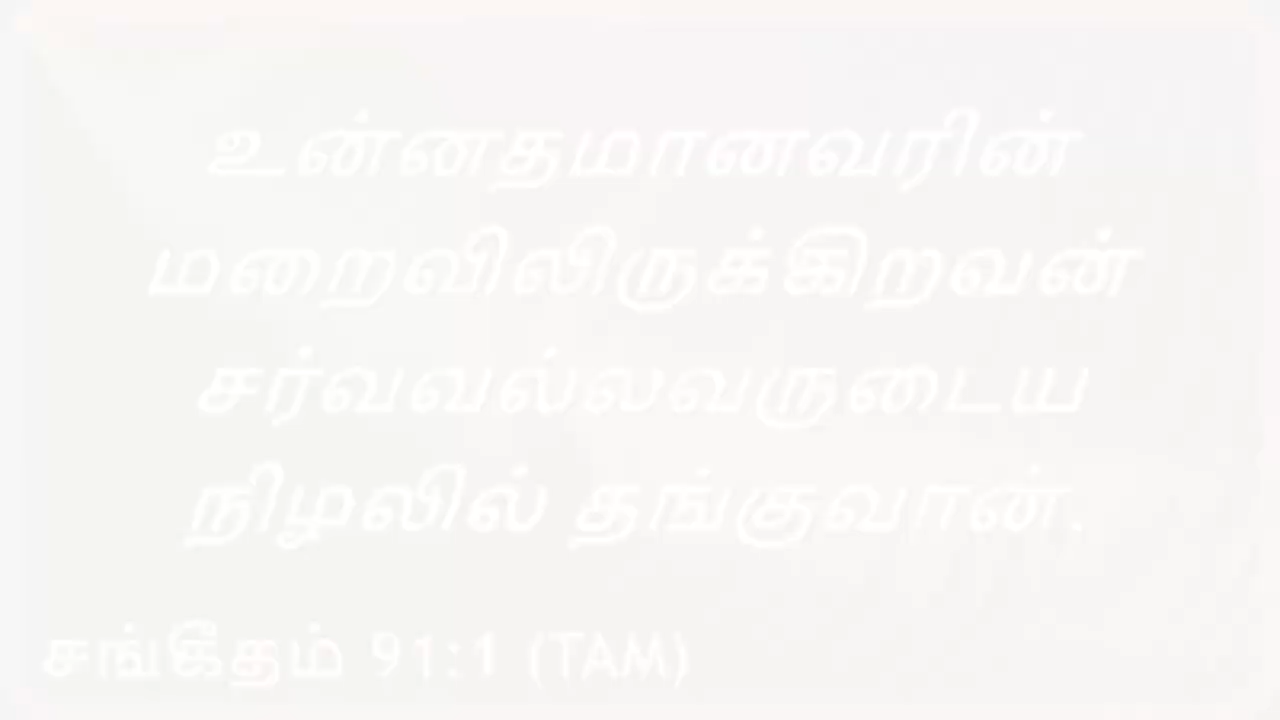 உன்னதமானவரின்
மறைவிலிருக்கிறவன்
சர்வவல்லவருடைய
நிழலில் தங்குவான்.
சங்கீதம் 91:1 (TAM)